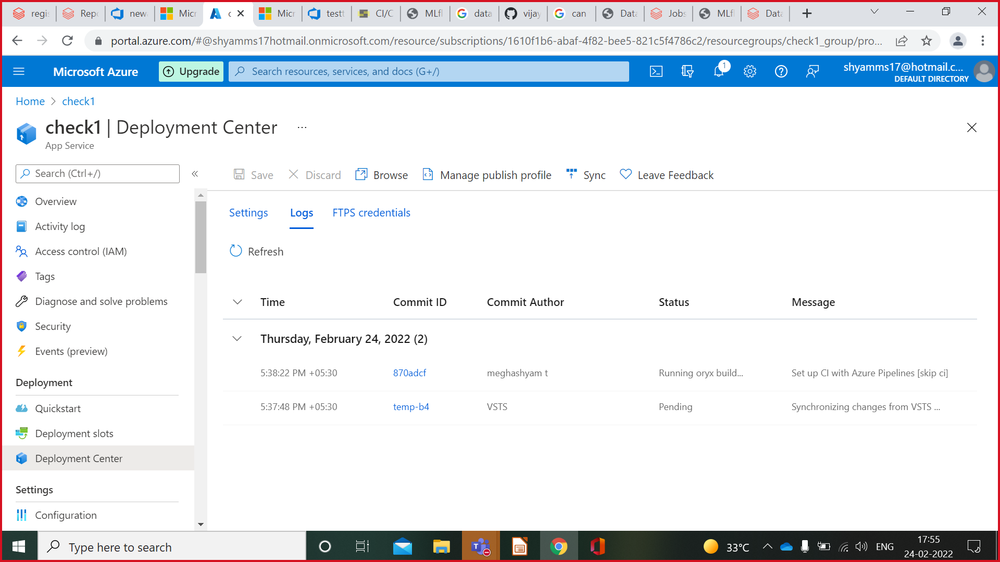 regis
Repo
new
Micr
c
Micr
testt
CI/C
MLfl
data
vijay
can
Data
Jobs
MLfl
Data
portal.azure.com/#@shyamms17hotmail.onmicrosoft.com/resource/subscriptions/1610f1b6-abaf-4f82-bee5-821c5f4786c2/resourcegroups/check1_group/pro...
Microsoft Azure
Upgrade
Search resources, services, and docs (G+/)
1
shyamms17@hotmail.c...
DEFAULT DIRECTORY
Home > check1
check1 | Deployment Center ...
App Service
Search (Ctrl+/)
«
Save
Discard
Browse
Manage publish profile
Sync
Leave Feedback
Overview
Activity log
Access control (IAM)
Tags
Diagnose and solve problems
Security
Events (preview)
Deployment
Quickstart
Deployment slots
Deployment Center
Settings
Configuration
Settings
Logs
FTPS credentials
Refresh
Time Commit ID Commit Author Status Message
Thursday, February 24, 2022 (2)
5:38:22 PM +05:30 870adcf meghashyam t Running oryx build... Set up CI with Azure Pipelines [skip ci]
5:37:48 PM +05:30 temp-b4 VSTS Pending Synchronizing changes from VSTS ...
Type here to search
33°C
ENG
17:55
24-02-2022